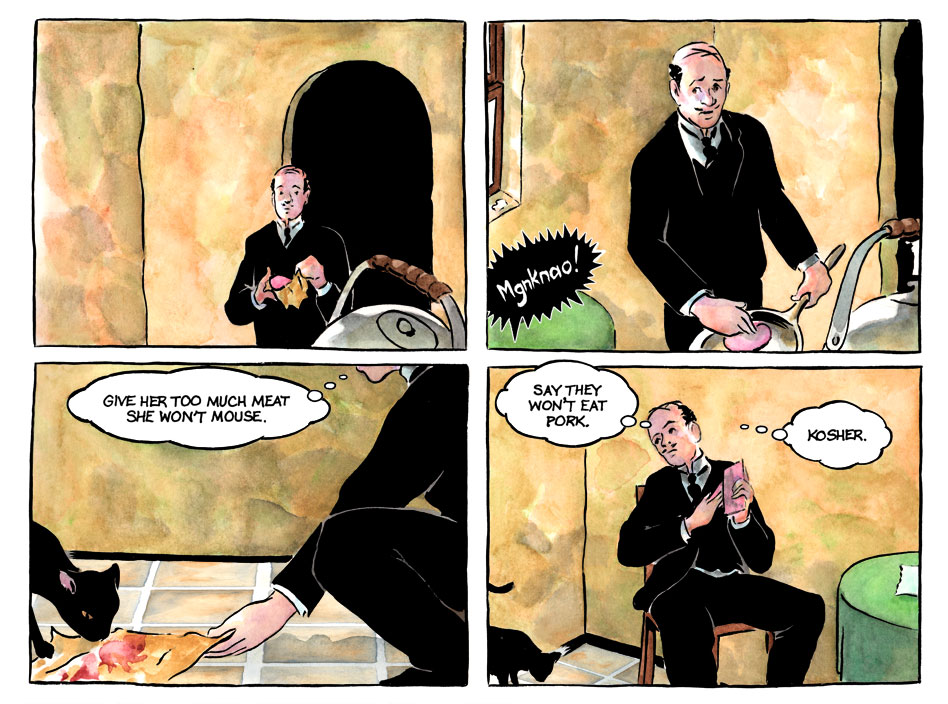 Mgnknao!
GIVE HER TOO MUCH MEAT
SHE WON'T MOUSE.
SAY THEY
WON'T EAT
PORK.
KOSHER.